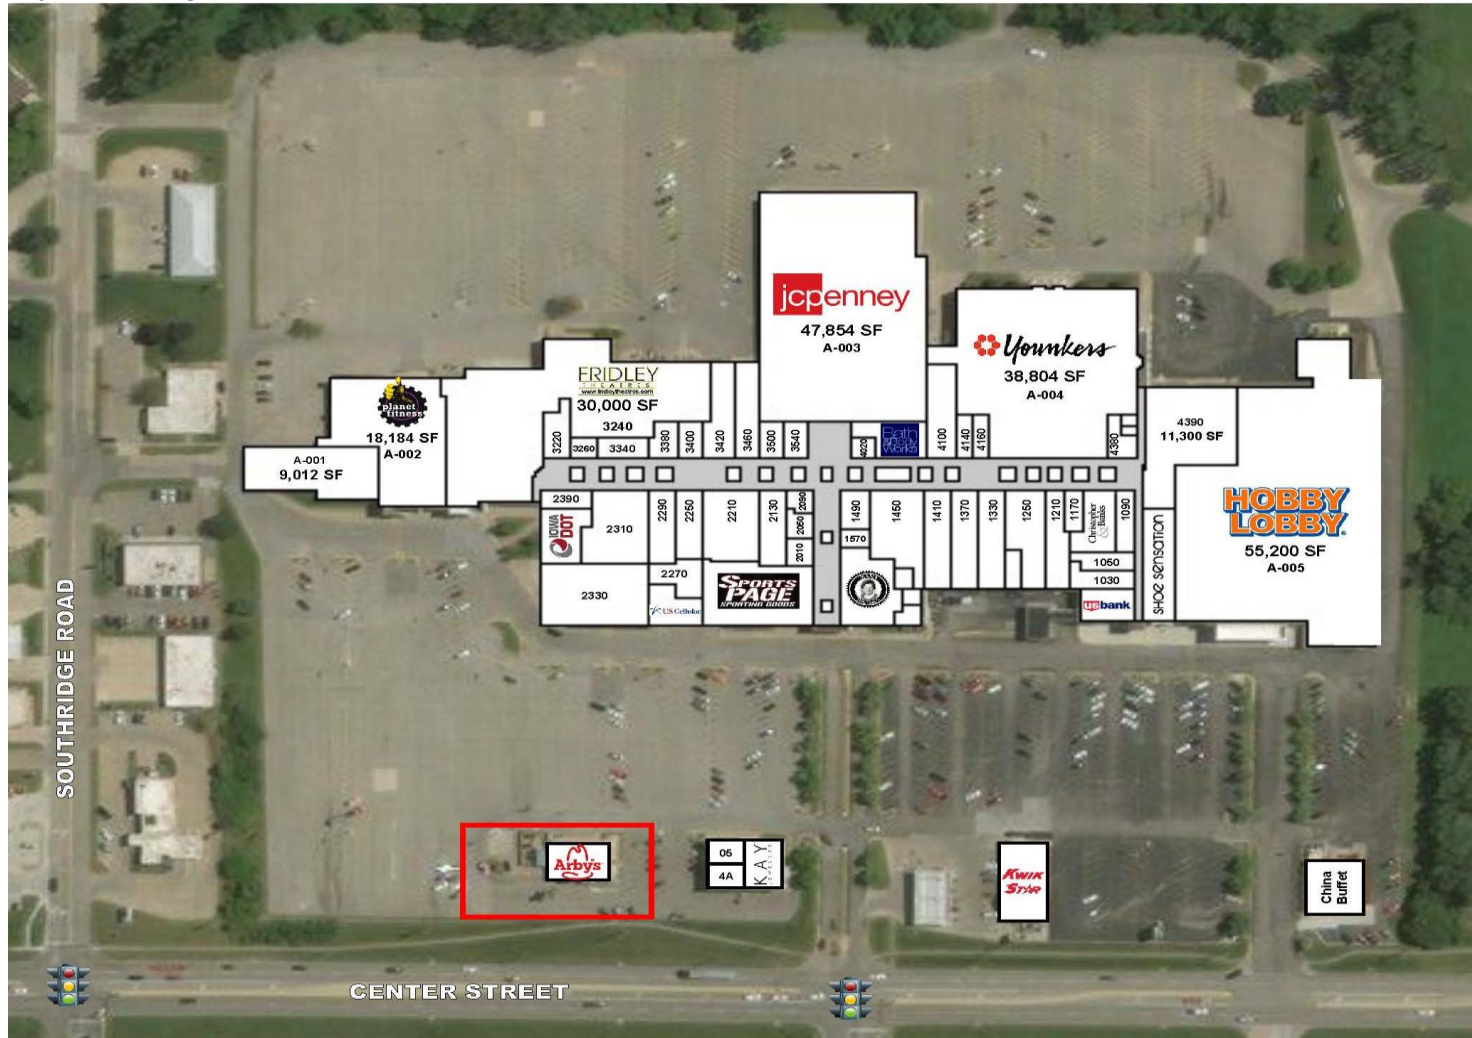 jcpenney
47,854 SF
A-003
Younkers
38,804 SF
A-004
FRIDLEY
THEATRES
www.fridleytheatres.com
30,000 SF
3240
planet
fitness
18,184 SF
A-002
A-001
9,012 SF
3220
3260
3340
3380
3400
3420
3460
3500
3540
4020
Bath
& Body
Works
4100
4140
4160
4380
4390
11,300 SF
HOBBY
LOBBY
55,200 SF
A-005
2390
IOWA
DOT
2310
2330
2290
2250
2270
US Cellular
2210
SPORTS
PAGE
SPORTING GOODS
2130
2090
2050
2010
1490
1570
1450
1410
1370
1330
1250
1210
1170
Christopher
& Banks
1090
1050
1030
usbank
SHOE SENSATION
SOUTHRIDGE ROAD
Arby's
05
4A
KAY
JEWELERS
KWIK
STAR
China
Buffet
CENTER STREET